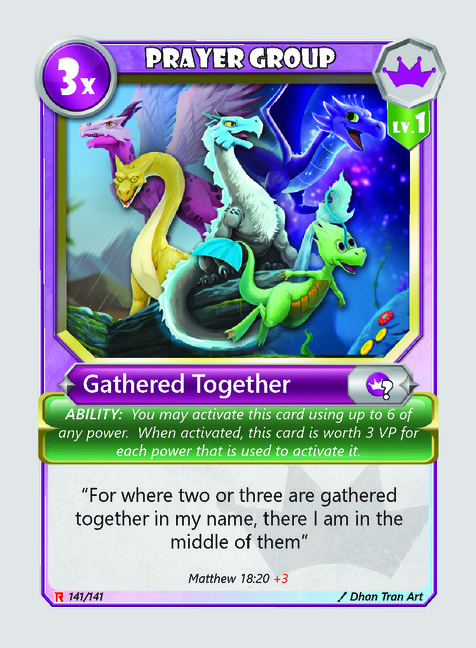 PRAYER GROUP
3x
LV.1
Gathered Together
?
ABILITY: You may activate this card using up to 6 of
any power. When activated, this card is worth 3 VP for
each power that is used to activate it.
“For where two or three are gathered
together in my name, there I am in the
middle of them”
Matthew 18:20 +3
R 141/141
Dhan Tran Art